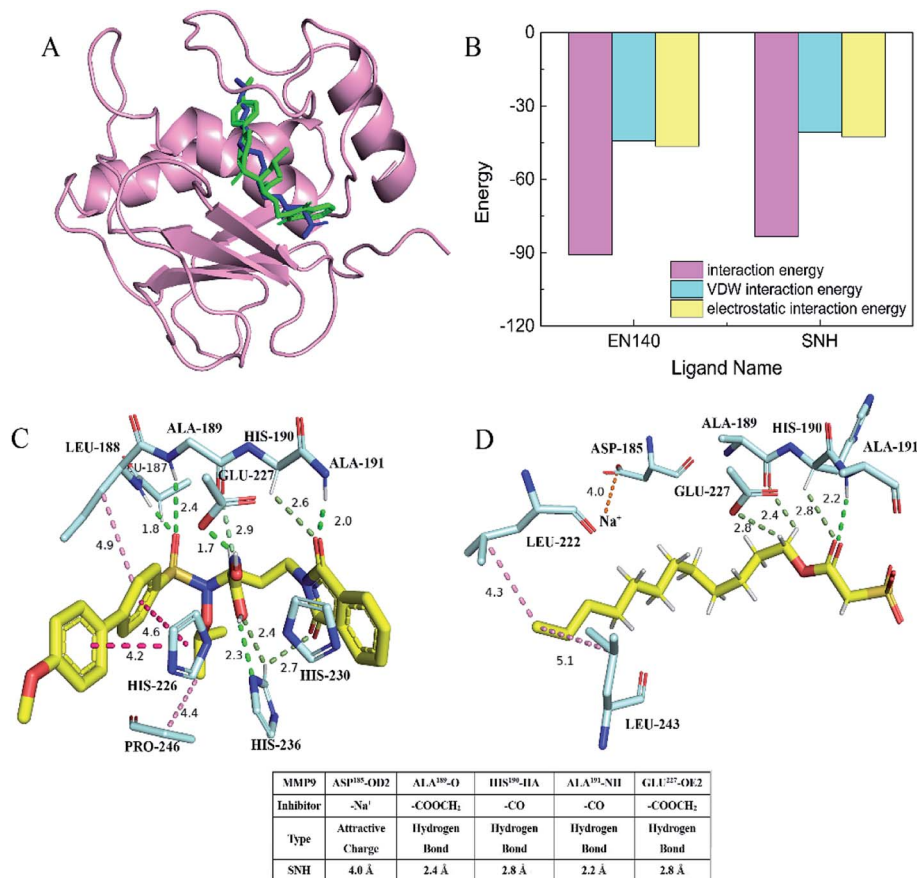 A
B
0
-30
-60
-90
-120
Energy
interaction energy
VDW interaction energy
electrostatic interaction energy
EN140
SNH
Ligand Name
C
ALA-189
LEU-188
HIS-190
GLU-227
ALA-191
2.4
1.8
2.9
1.7
2.6
2.0
4.9
4.6
4.2
2.4
2.3
2.7
HIS-226
HIS-230
4.4
PRO-246
HIS-236
D
ALA-189
HIS-190
ASP-185
ALA-191
GLU-227
4.0
Na⁺
LEU-222
2.2
2.8
2.4
2.8
4.3
5.1
LEU-243
MMP9 ASP¹⁸⁵-OD2 ALA¹⁸⁹-O HIS¹⁹⁰-HA ALA¹⁹¹-NH GLU²²⁷-OE2
Inhibitor -Na⁺ -COOCH₂ -CO -CO -COOCH₂
Type Attractive Hydrogen Hydrogen Hydrogen Hydrogen
Charge Bond Bond Bond Bond
SNH 4.0 Å 2.4 Å 2.8 Å 2.2 Å 2.8 Å